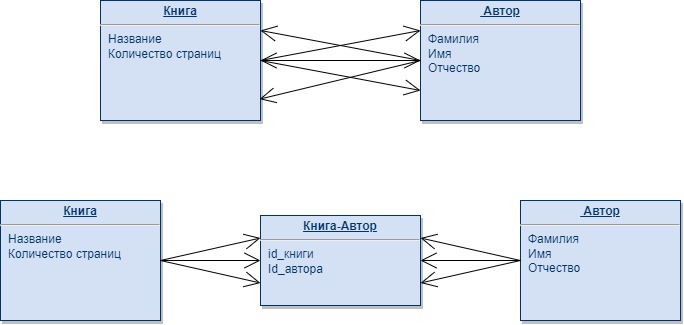 Книга
Название
Количество страниц
Автор
Фамилия
Имя
Отчество
Книга
Название
Количество страниц
Книга-Автор
id_книги
Id_автора
Автор
Фамилия
Имя
Отчество